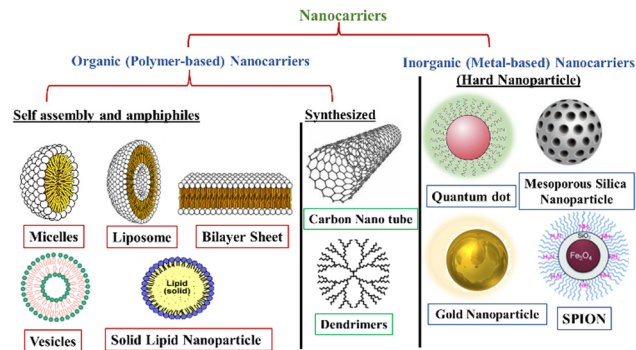 Nanocarriers
Organic (Polymer-based) Nanocarriers
Inorganic (Metal-based) Nanocarriers
(Hard Nanoparticle)
Self assembly and amphiphiles
Synthesized
Micelles
Liposome
Bilayer Sheet
Carbon Nano tube
Quantum dot
Mesoporous Silica
Nanoparticle
Lipid
(solid)
SiO₂
Fe₃O₄
Vesicles
Solid Lipid Nanoparticle
Dendrimers
Gold Nanoparticle
SPION